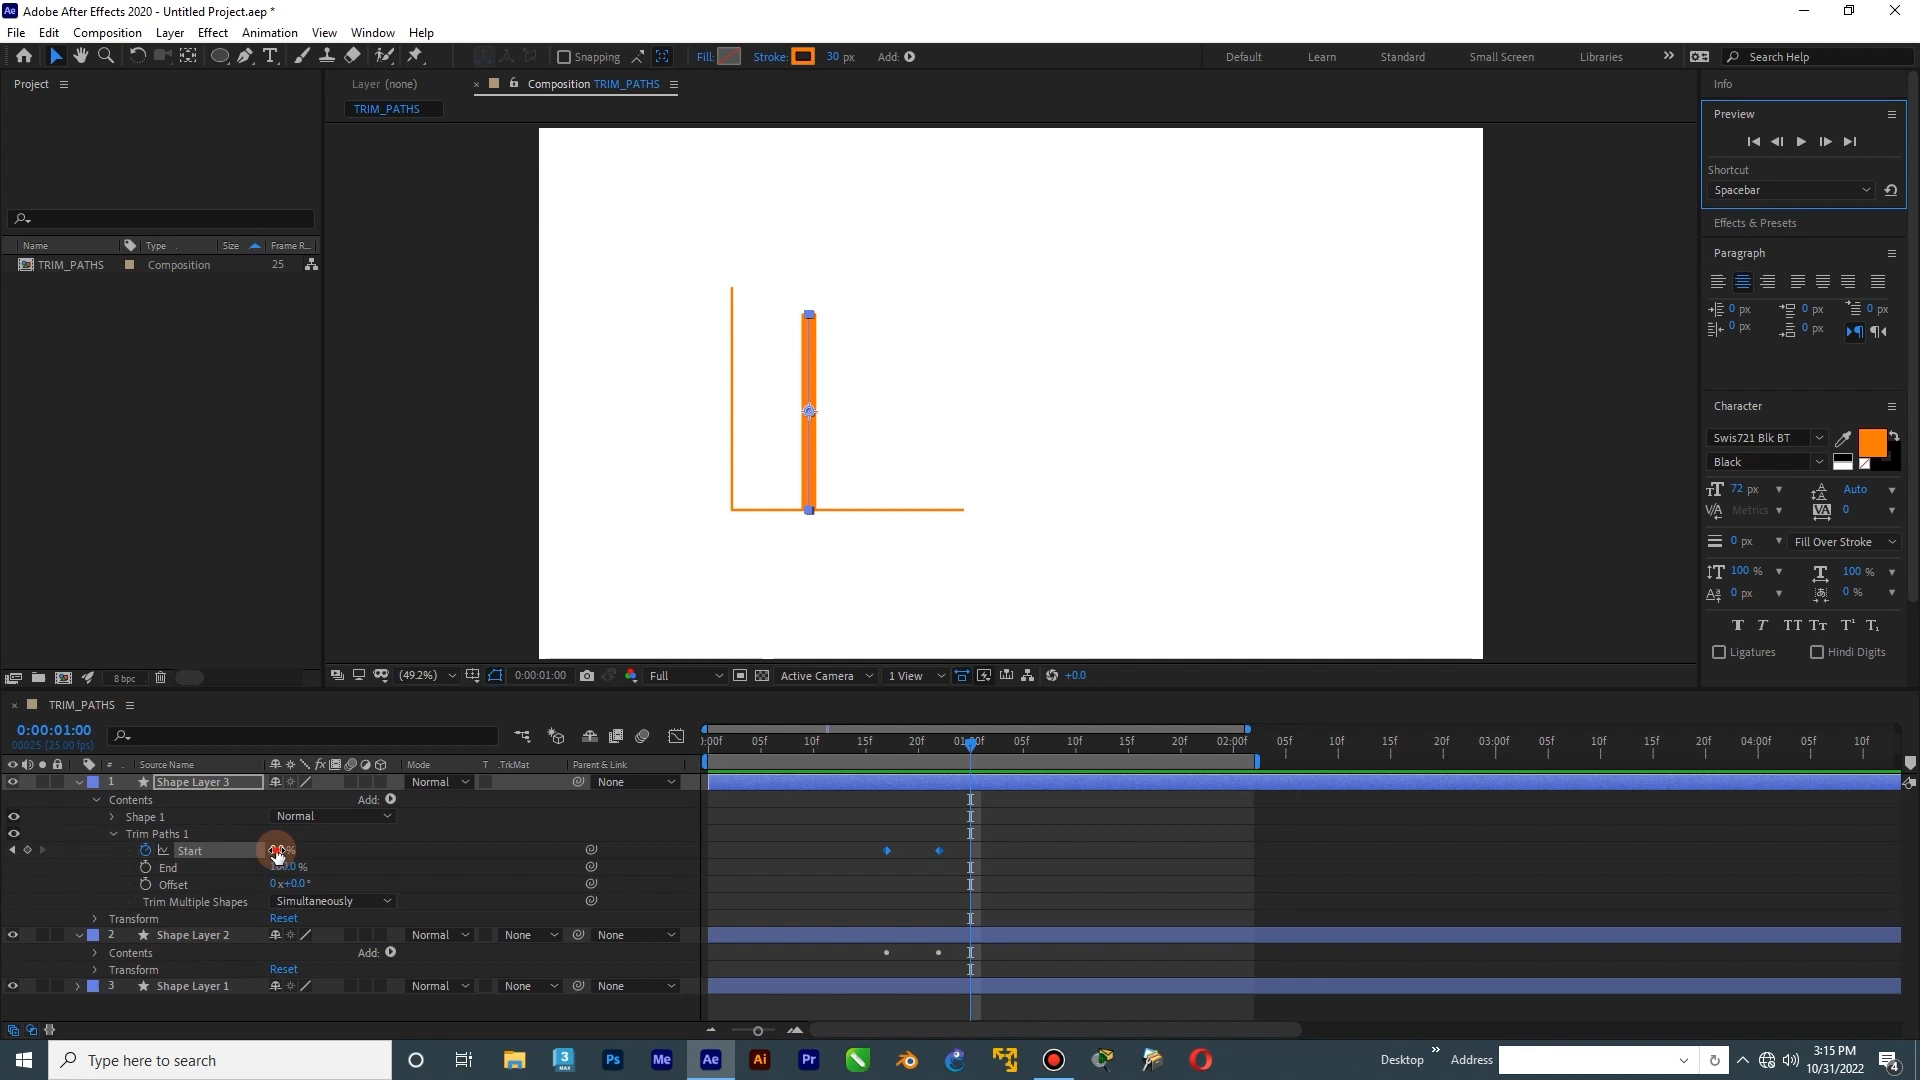 Adobe After Effects 2020 - Untitled Project.aep *
File Edit Composition Layer Effect Animation View Window Help
Snapping Fill: Stroke: 30 px Add: Default Learn Standard Small Screen Libraries Search Help
Project Layer (none) Composition TRIM_PATHS Info
TRIM_PATHS Preview
Shortcut
Spacebar
Effects & Presets
Name Type Size Frame R...
TRIM_PATHS Composition 25
Paragraph
0 px 0 px 0 px
0 px 0 px
Character
Swis721 Blk BT
Black
72 px Auto
Metrics 0
0 px Fill Over Stroke
100 % 100 %
0 px 0 %
Ligatures Hindi Digits
8 bpc (49.2%) 0:00:01:00 Full Active Camera 1 View +0.0
TRIM_PATHS
0:00:01:00
00025 (25.00 fps)
:00f 05f 10f 15f 20f 01:00f 05f 10f 15f 20f 02:00f 05f 10f 15f 20f 03:00f 05f 10f 15f 20f 04:00f 05f 10f
# Source Name fx Mode T .TrkMat Parent & Link
1 Shape Layer 3 Normal None
Contents Add:
Shape 1 Normal
Trim Paths 1
Start %
End %
Offset 0 x+0.0 °
Trim Multiple Shapes Simultaneously
Transform Reset
2 Shape Layer 2 Normal None None
Contents Add:
Transform Reset
3 Shape Layer 1 Normal None None
Type here to search Desktop Address 3:15 PM
10/31/2022
4